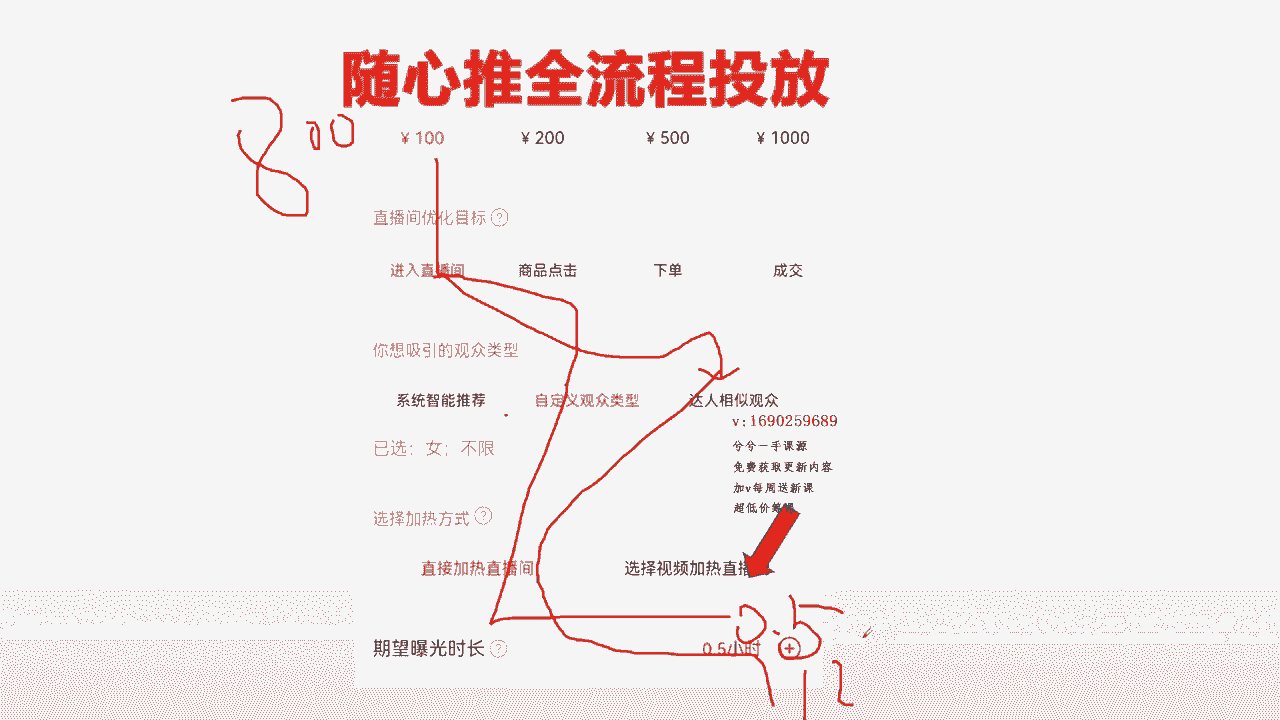 随心推全流程投放
800 ¥ 100 ¥ 200 ¥ 500 ¥ 1000
直播间优化目标 ?
进入直播间 商品点击 下单 成交
你想吸引的观众类型
系统智能推荐 自定义观众类型 达人相似观众
v:1690259689
兮兮一手课源
已选：女；不限
免费获取更新内容
加v每周送新课
超低价
选择加热方式 ?
直接加热直播间 选择视频加热直播
0.5
期望曝光时长 ? 0.5小时 +